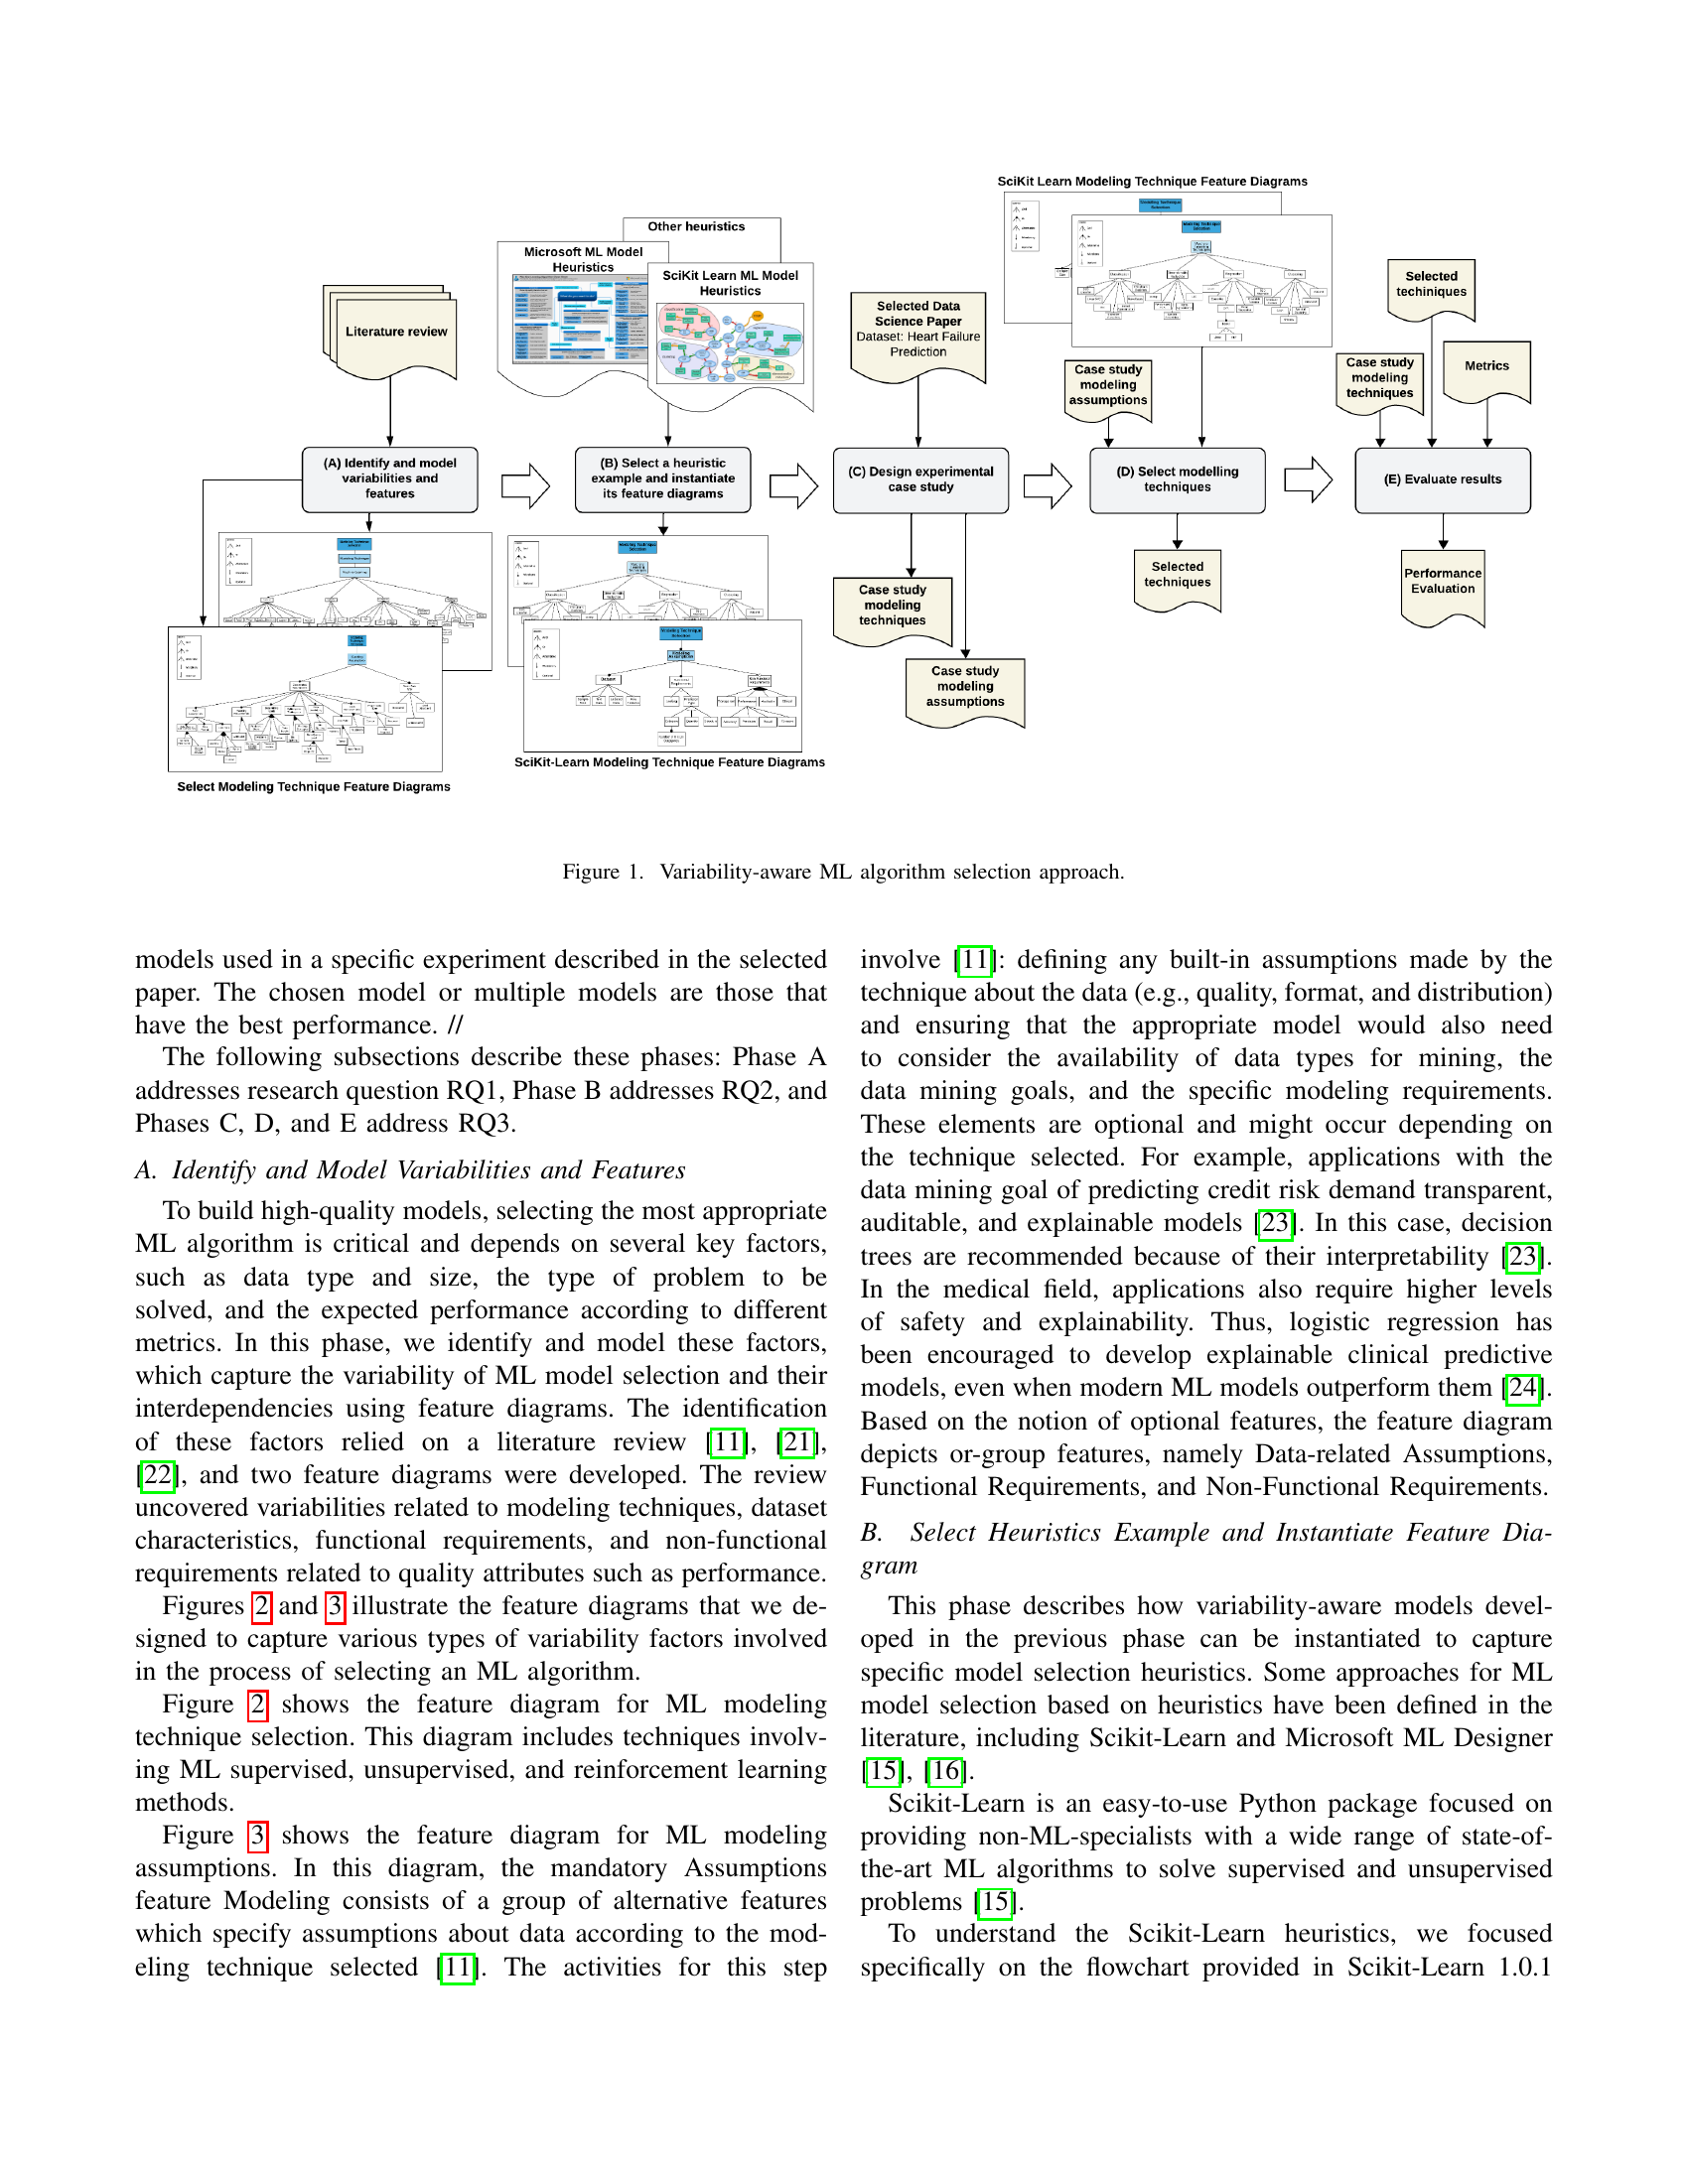 SciKit Learn Modeling Technique Feature Diagrams
Other heuristics
Microsoft ML Model
Heuristics
SciKit Learn ML Model
Heuristics
Literature review
Selected Data
Science Paper
Dataset: Heart Failure
Prediction
Case study
modeling
assumptions
Selected
techiniques
Case study
modeling
techniques
Metrics
(A) Identify and model
variabilities and
features
(B) Select a heuristic
example and instantiate
its feature diagrams
(C) Design experimental
case study
(D) Select modelling
techniques
(E) Evaluate results
Case study
modeling
techniques
Case study
modeling
assumptions
Selected
techniques
Performance
Evaluation
SciKit-Learn Modeling Technique Feature Diagrams
Select Modeling Technique Feature Diagrams
Figure 1. Variability-aware ML algorithm selection approach.
models used in a specific experiment described in the selected
paper. The chosen model or multiple models are those that
have the best performance. //
The following subsections describe these phases: Phase A
addresses research question RQ1, Phase B addresses RQ2, and
Phases C, D, and E address RQ3.
A. Identify and Model Variabilities and Features
To build high-quality models, selecting the most appropriate
ML algorithm is critical and depends on several key factors,
such as data type and size, the type of problem to be
solved, and the expected performance according to different
metrics. In this phase, we identify and model these factors,
which capture the variability of ML model selection and their
interdependencies using feature diagrams. The identification
of these factors relied on a literature review [11], [21],
[22], and two feature diagrams were developed. The review
uncovered variabilities related to modeling techniques, dataset
characteristics, functional requirements, and non-functional
requirements related to quality attributes such as performance.
Figures 2 and 3 illustrate the feature diagrams that we de-
signed to capture various types of variability factors involved
in the process of selecting an ML algorithm.
Figure 2 shows the feature diagram for ML modeling
technique selection. This diagram includes techniques involv-
ing ML supervised, unsupervised, and reinforcement learning
methods.
Figure 3 shows the feature diagram for ML modeling
assumptions. In this diagram, the mandatory Assumptions
feature Modeling consists of a group of alternative features
which specify assumptions about data according to the mod-
eling technique selected [11]. The activities for this step
involve [11]: defining any built-in assumptions made by the
technique about the data (e.g., quality, format, and distribution)
and ensuring that the appropriate model would also need
to consider the availability of data types for mining, the
data mining goals, and the specific modeling requirements.
These elements are optional and might occur depending on
the technique selected. For example, applications with the
data mining goal of predicting credit risk demand transparent,
auditable, and explainable models [23]. In this case, decision
trees are recommended because of their interpretability [23].
In the medical field, applications also require higher levels
of safety and explainability. Thus, logistic regression has
been encouraged to develop explainable clinical predictive
models, even when modern ML models outperform them [24].
Based on the notion of optional features, the feature diagram
depicts or-group features, namely Data-related Assumptions,
Functional Requirements, and Non-Functional Requirements.
B. Select Heuristics Example and Instantiate Feature Dia-
gram
This phase describes how variability-aware models devel-
oped in the previous phase can be instantiated to capture
specific model selection heuristics. Some approaches for ML
model selection based on heuristics have been defined in the
literature, including Scikit-Learn and Microsoft ML Designer
[15], [16].
Scikit-Learn is an easy-to-use Python package focused on
providing non-ML-specialists with a wide range of state-of-
the-art ML algorithms to solve supervised and unsupervised
problems [15].
To understand the Scikit-Learn heuristics, we focused
specifically on the flowchart provided in Scikit-Learn 1.0.1